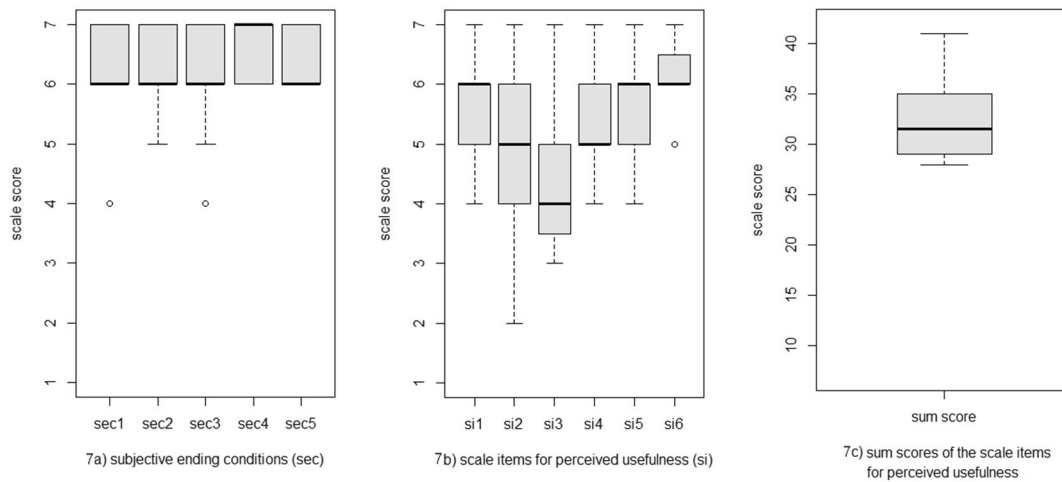 scale score
7
6
5
4
3
2
1
sec1 sec2 sec3 sec4 sec5
7a) subjective ending conditions (sec)
scale score
7
6
5
4
3
2
1
si1 si2 si3 si4 si5 si6
7b) scale items for perceived usefulness (si)
scale score
40
35
30
25
20
15
10
sum score
7c) sum scores of the scale items
for perceived usefulness